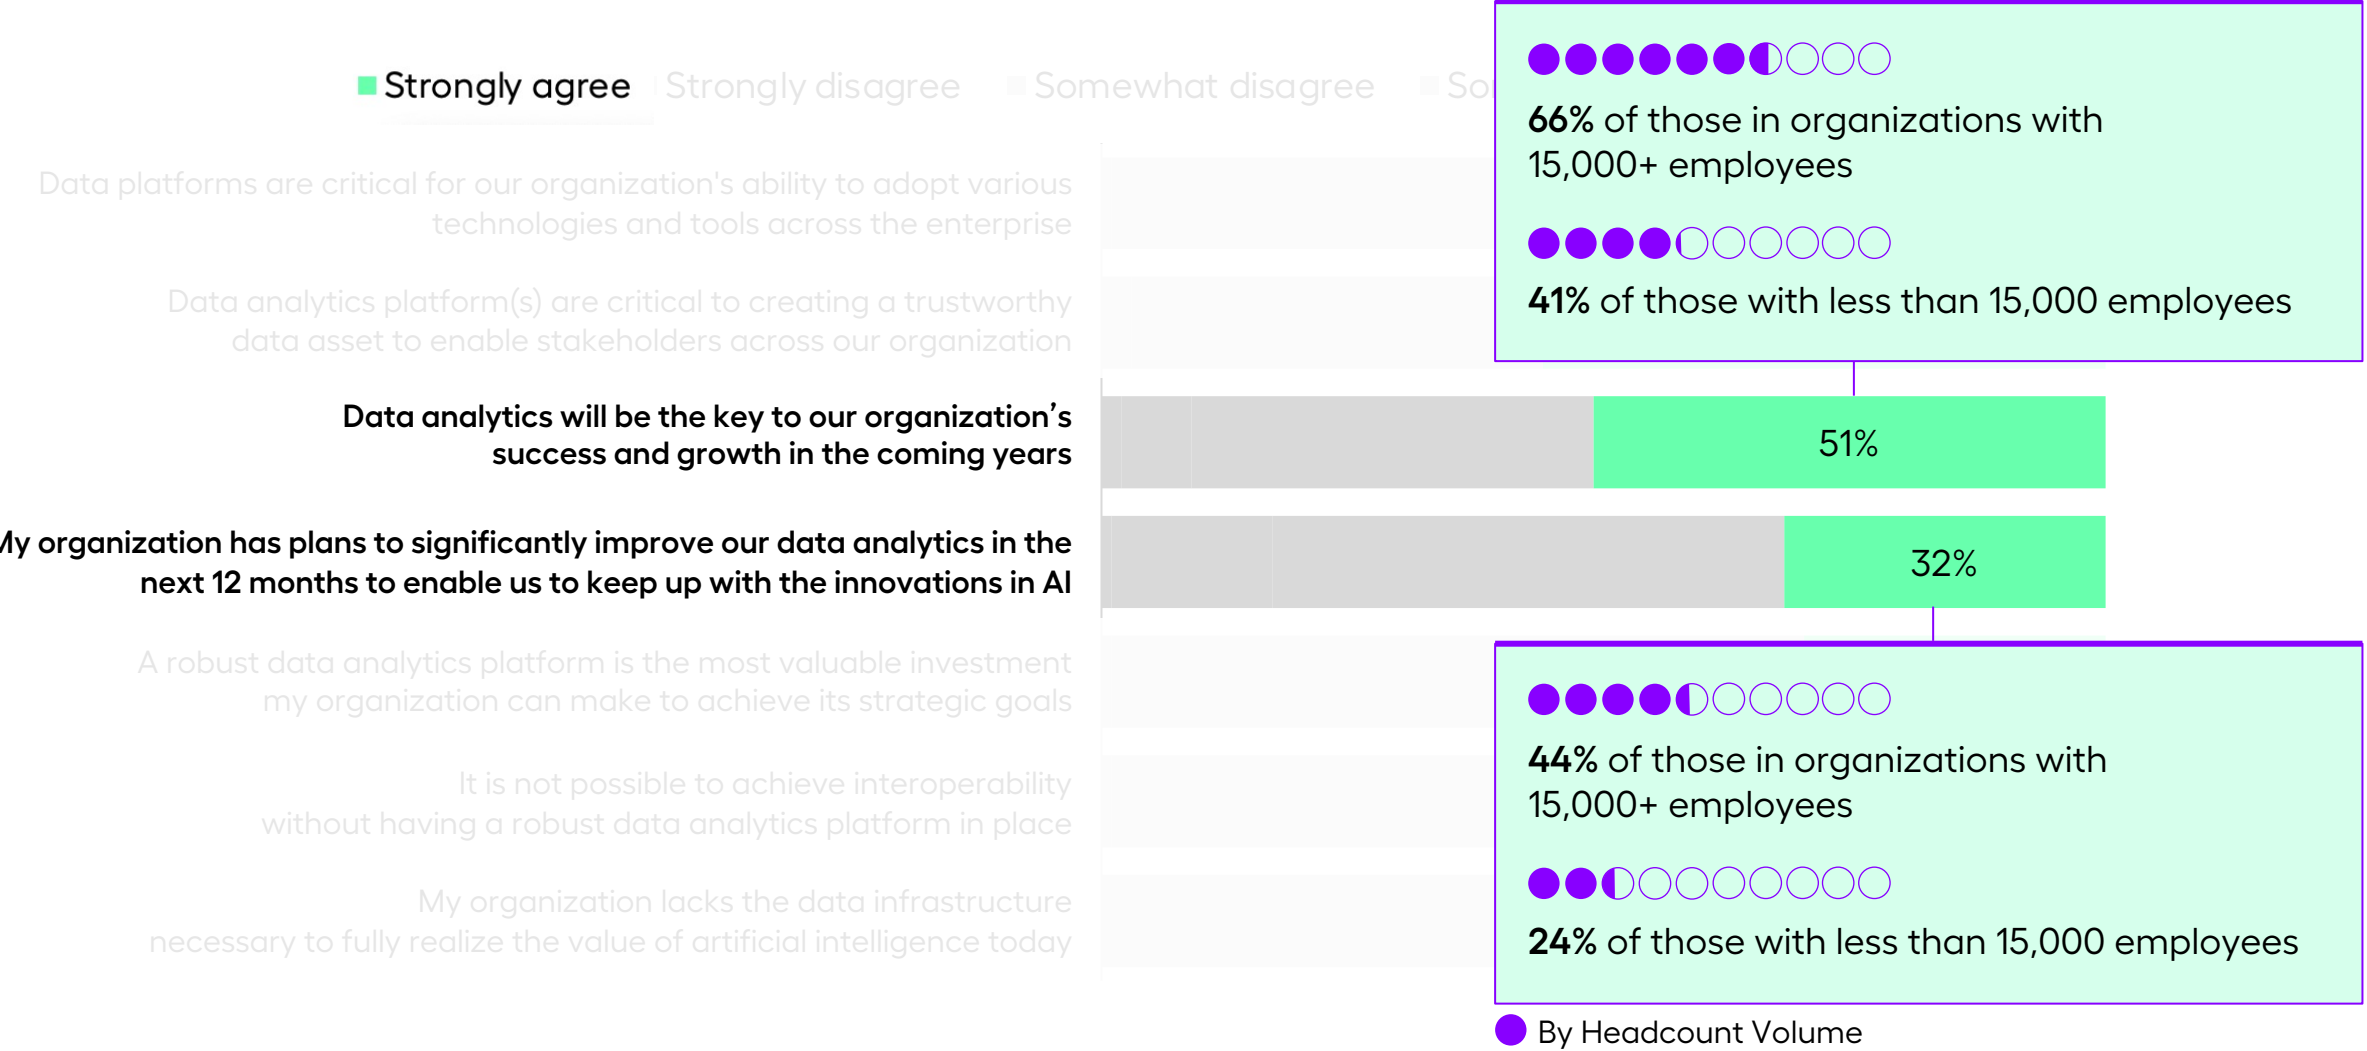 Strongly agree Strongly disagree Somewhat disagree So
Data platforms are critical for our organization's ability to adopt various
technologies and tools across the enterprise
Data analytics platform(s) are critical to creating a trustworthy
data asset to enable stakeholders across our organization
Data analytics will be the key to our organization’s
success and growth in the coming years
My organization has plans to significantly improve our data analytics in the
next 12 months to enable us to keep up with the innovations in AI
A robust data analytics platform is the most valuable investment
my organization can make to achieve its strategic goals
It is not possible to achieve interoperability
without having a robust data analytics platform in place
My organization lacks the data infrastructure
necessary to fully realize the value of artificial intelligence today
66% of those in organizations with
15,000+ employees
41% of those with less than 15,000 employees
51%
32%
44% of those in organizations with
15,000+ employees
24% of those with less than 15,000 employees
By Headcount Volume